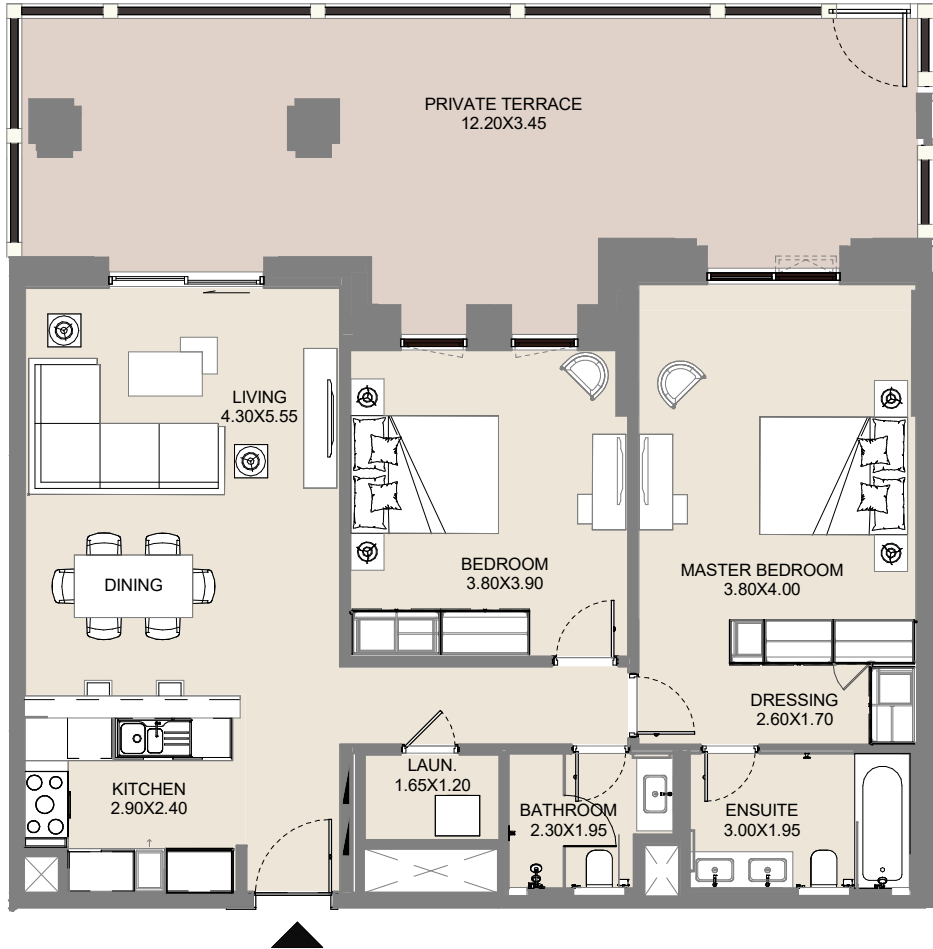 PRIVATE TERRACE
12.20X3.45
LIVING
4.30X5.55
BEDROOM
3.80X3.90
MASTER BEDROOM
3.80X4.00
DINING
DRESSING
2.60X1.70
KITCHEN
2.90X2.40
LAUN.
1.65X1.20
BATHROOM
2.30X1.95
ENSUITE
3.00X1.95